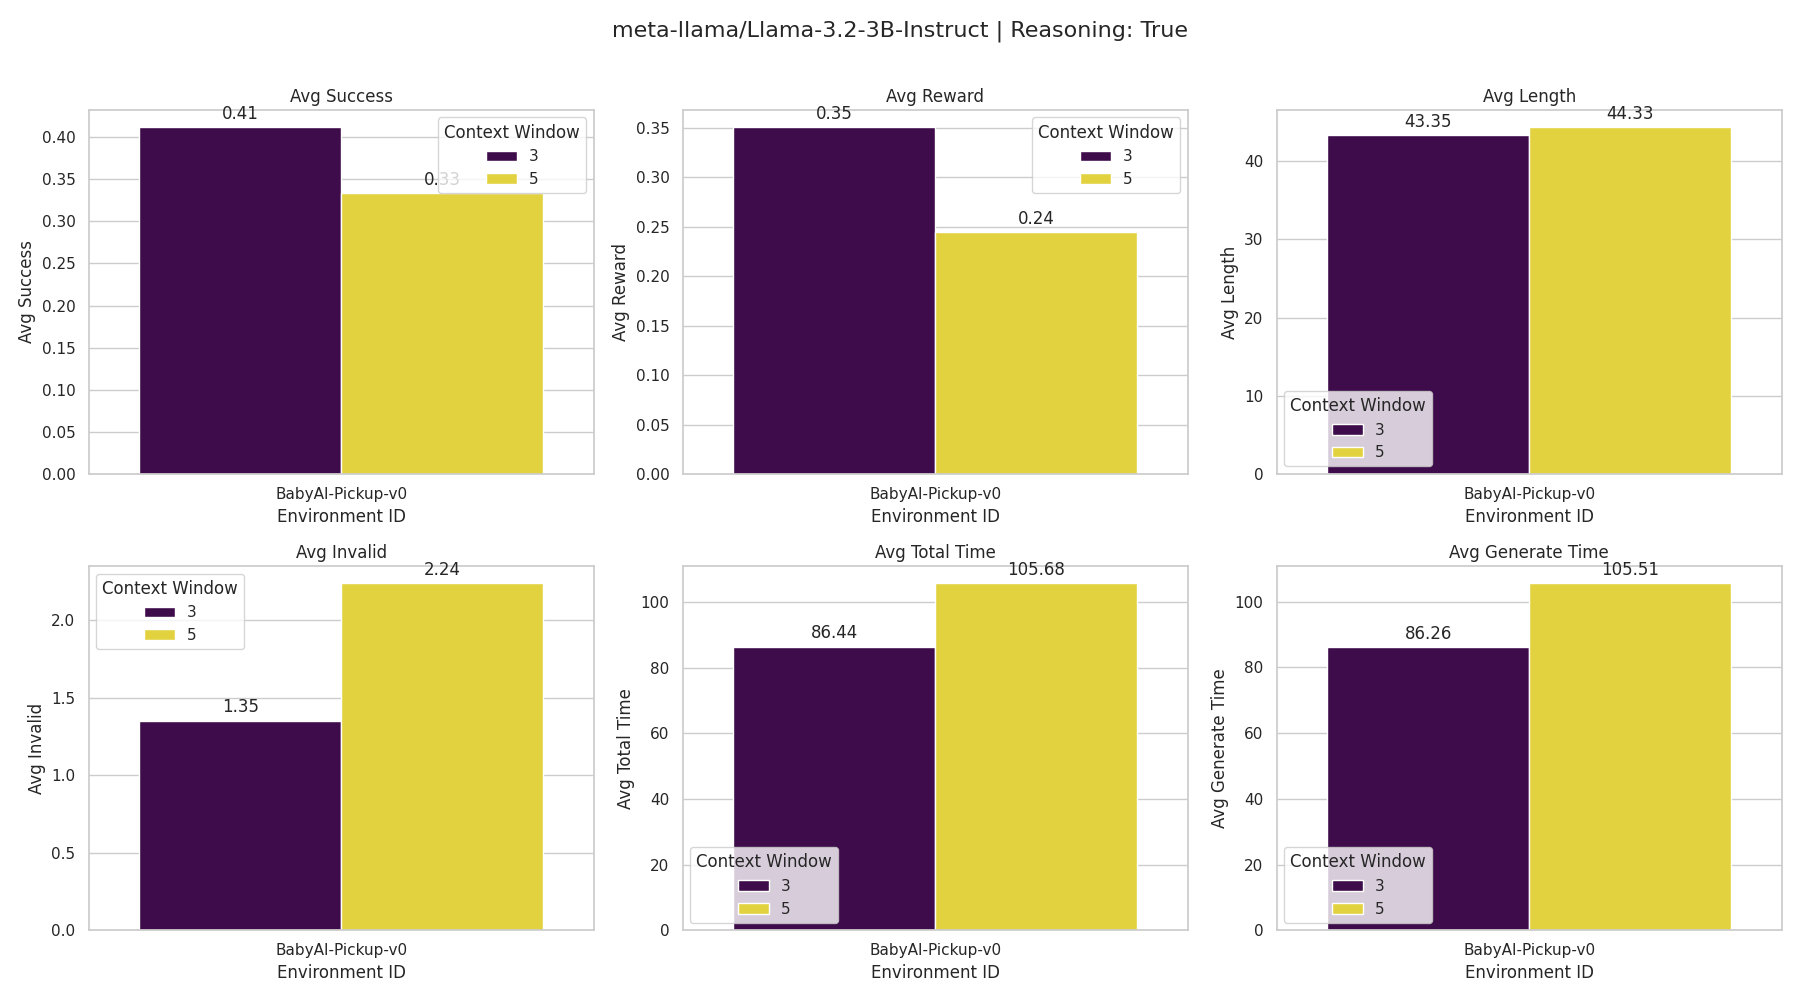 meta-llama/Llama-3.2-3B-Instruct | Reasoning: True
Avg Success
Avg Success
0.40
0.35
0.30
0.25
0.20
0.15
0.10
0.05
0.00
0.41
0.33
Context Window
3
5
BabyAI-Pickup-v0
Environment ID
Avg Reward
Avg Reward
0.35
0.30
0.25
0.20
0.15
0.10
0.05
0.00
0.35
0.24
Context Window
3
5
BabyAI-Pickup-v0
Environment ID
Avg Length
Avg Length
40
30
20
10
0
43.35
44.33
Context Window
3
5
BabyAI-Pickup-v0
Environment ID
Avg Invalid
Avg Invalid
2.0
1.5
1.0
0.5
0.0
1.35
2.24
Context Window
3
5
BabyAI-Pickup-v0
Environment ID
Avg Total Time
Avg Total Time
100
80
60
40
20
0
86.44
105.68
Context Window
3
5
BabyAI-Pickup-v0
Environment ID
Avg Generate Time
Avg Generate Time
100
80
60
40
20
0
86.26
105.51
Context Window
3
5
BabyAI-Pickup-v0
Environment ID